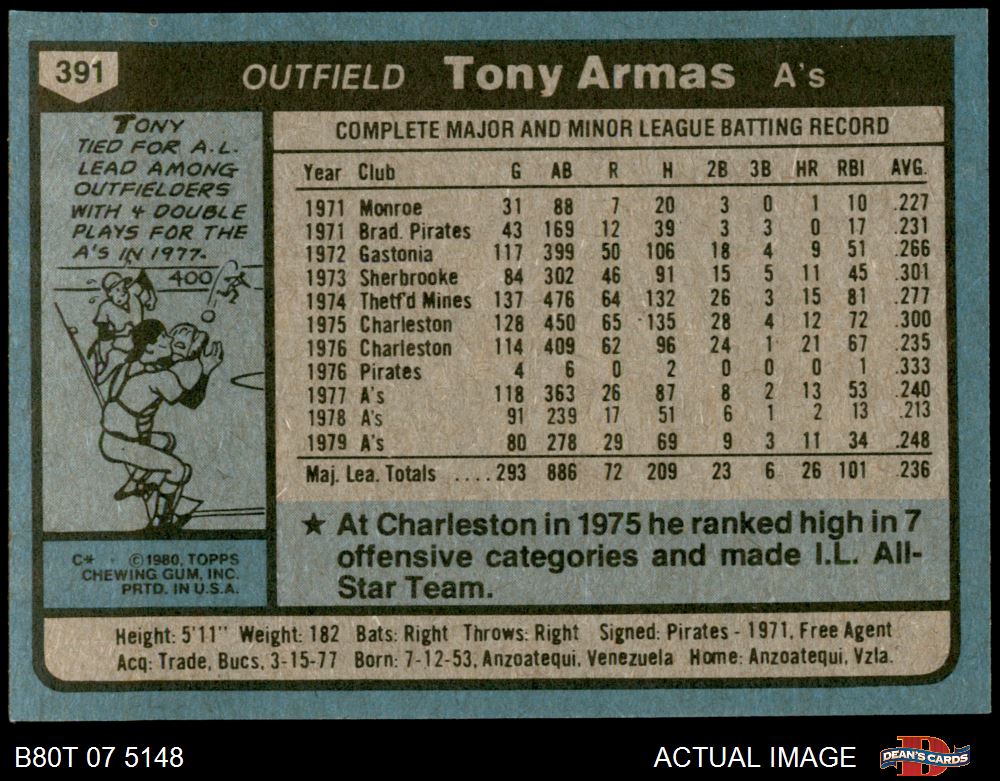 391
OUTFIELD Tony Armas A's
TONY
TIED FOR A.L.
LEAD AMONG
OUTFIELDERS
WITH 4 DOUBLE
PLAYS FOR THE
A'S IN 1977.
400
C* ©1980, TOPPS
CHEWING GUM, INC.
PRTD. IN U.S.A.
COMPLETE MAJOR AND MINOR LEAGUE BATTING RECORD
Year Club G AB R H 2B 3B HR RBI AVG.
1971 Monroe 31 88 7 20 3 0 1 10 .227
1971 Brad. Pirates 43 169 12 39 3 3 0 17 .231
1972 Gastonia 117 399 50 106 18 4 9 51 .266
1973 Sherbrooke 84 302 46 91 15 5 11 45 .301
1974 Thetf'd Mines 137 476 64 132 26 3 15 81 .277
1975 Charleston 128 450 65 135 28 4 12 72 .300
1976 Charleston 114 409 62 96 24 1 21 67 .235
1976 Pirates 4 6 0 2 0 0 0 1 .333
1977 A's 118 363 26 87 8 2 13 53 .240
1978 A's 91 239 17 51 6 1 2 13 .213
1979 A's 80 278 29 69 9 3 11 34 .248
Maj. Lea. Totals ....293 886 72 209 23 6 26 101 .236
★ At Charleston in 1975 he ranked high in 7
offensive categories and made I.L. All-
Star Team.
Height: 5'11" Weight: 182 Bats: Right Throws: Right Signed: Pirates - 1971, Free Agent
Acq: Trade, Bucs, 3-15-77 Born: 7-12-53, Anzoatequi, Venezuela Home: Anzoatequi, Vzla.
B80T 07 5148
ACTUAL IMAGE
DEAN'S CARDS